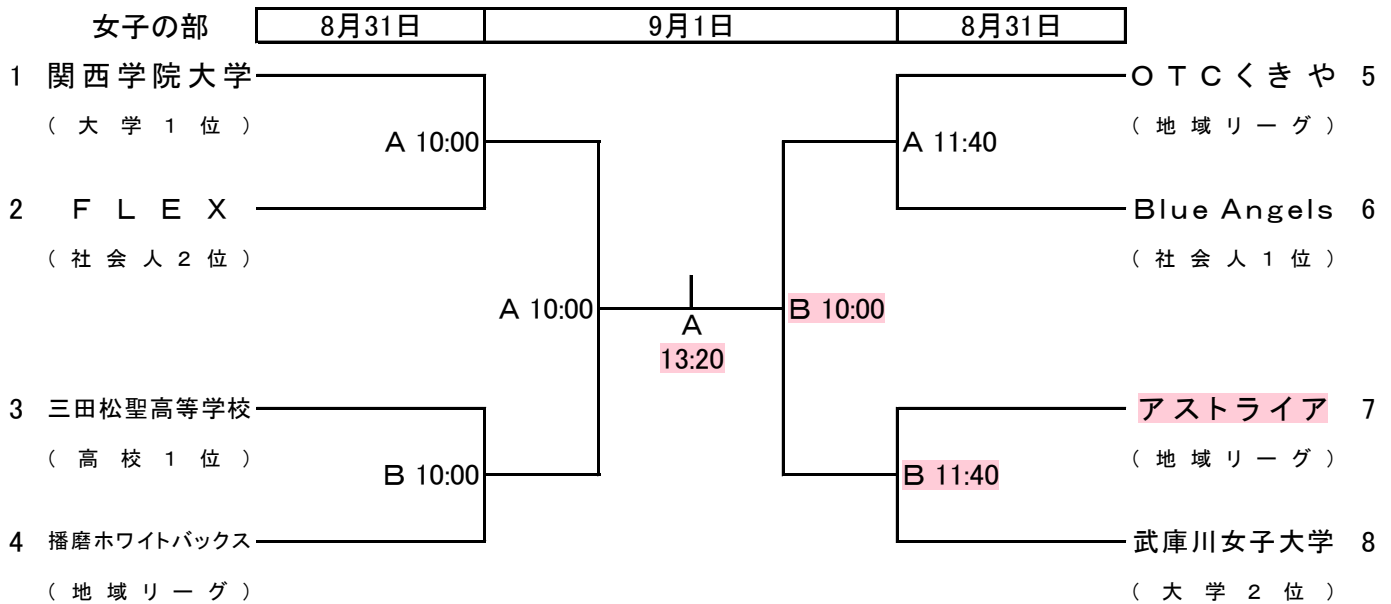 女子の部 8月31日 9月1日 8月31日
1 関西学院大学 OTCくきや 5
(大学1位) (地域リーグ)
A 10:00 A 11:40
2 FLEX Blue Angels 6
(社会人2位) (社会人1位)
A 10:00 A B 10:00
13:20
3 三田松聖高等学校 アストライア 7
(高校1位) (地域リーグ)
B 10:00 B 11:40
4 播磨ホワイトバックス 武庫川女子大学 8
(地域リーグ) (大学2位)